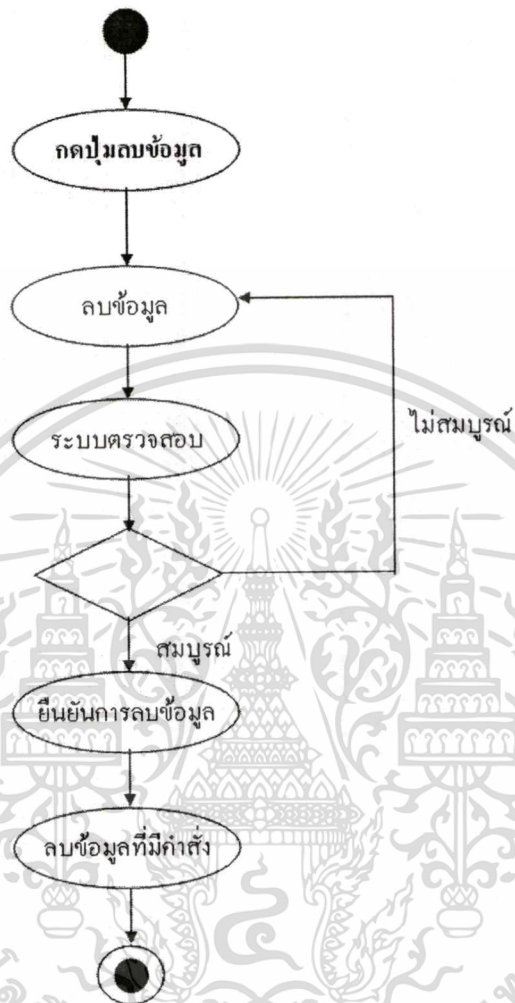 กดปุ่มลบข้อมูล
ลบข้อมูล
ระบบตรวจสอบ
ไม่สมบูรณ์
สมบูรณ์
ยืนยันการลบข้อมูล
ลบข้อมูลที่มีคำสั่ง